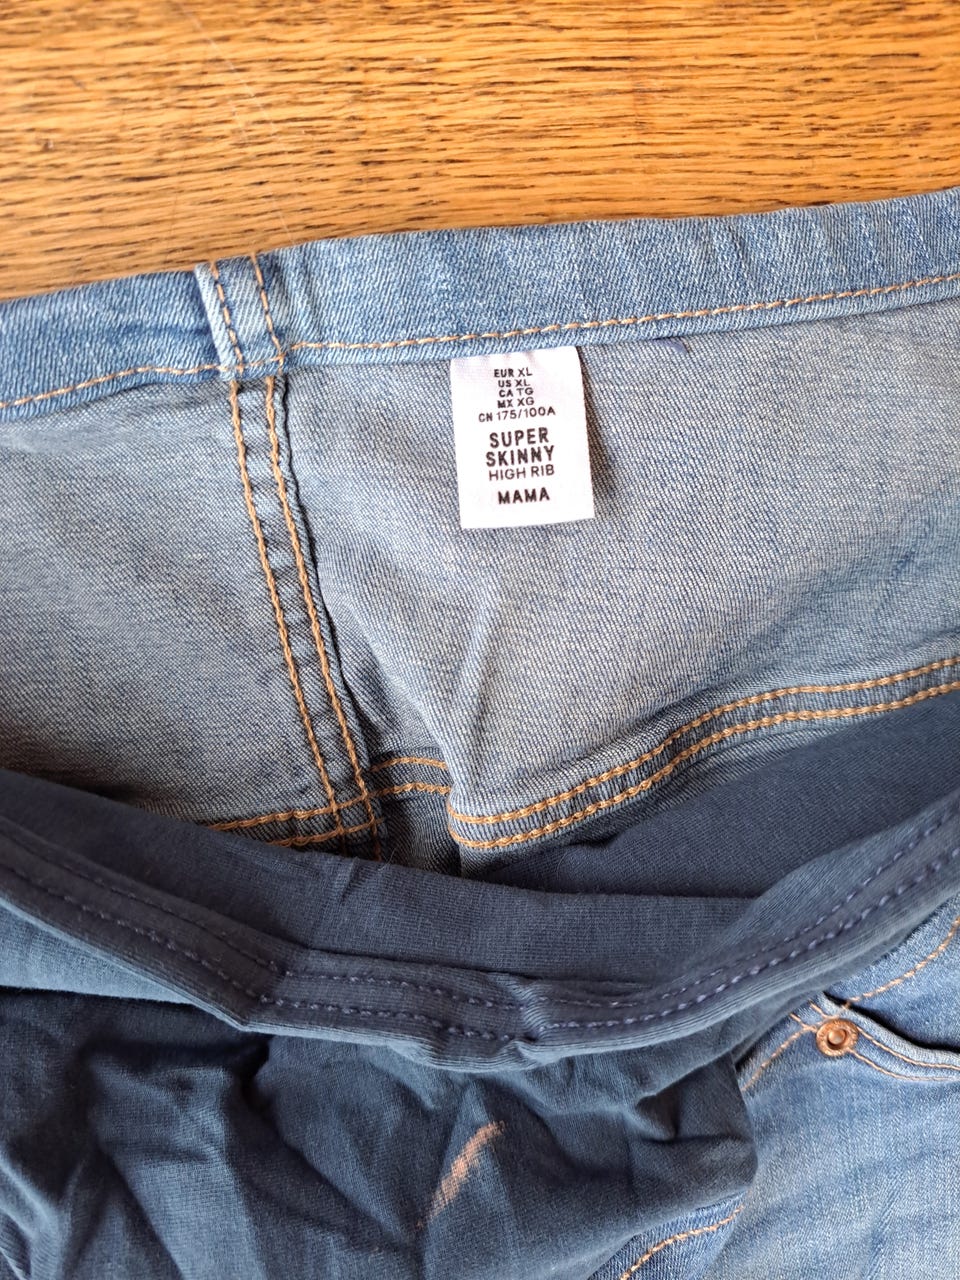 EUR XL
US XL
CA TG
MX XG
CN 175/100A
SUPER
SKINNY
HIGH RIB
MAMA